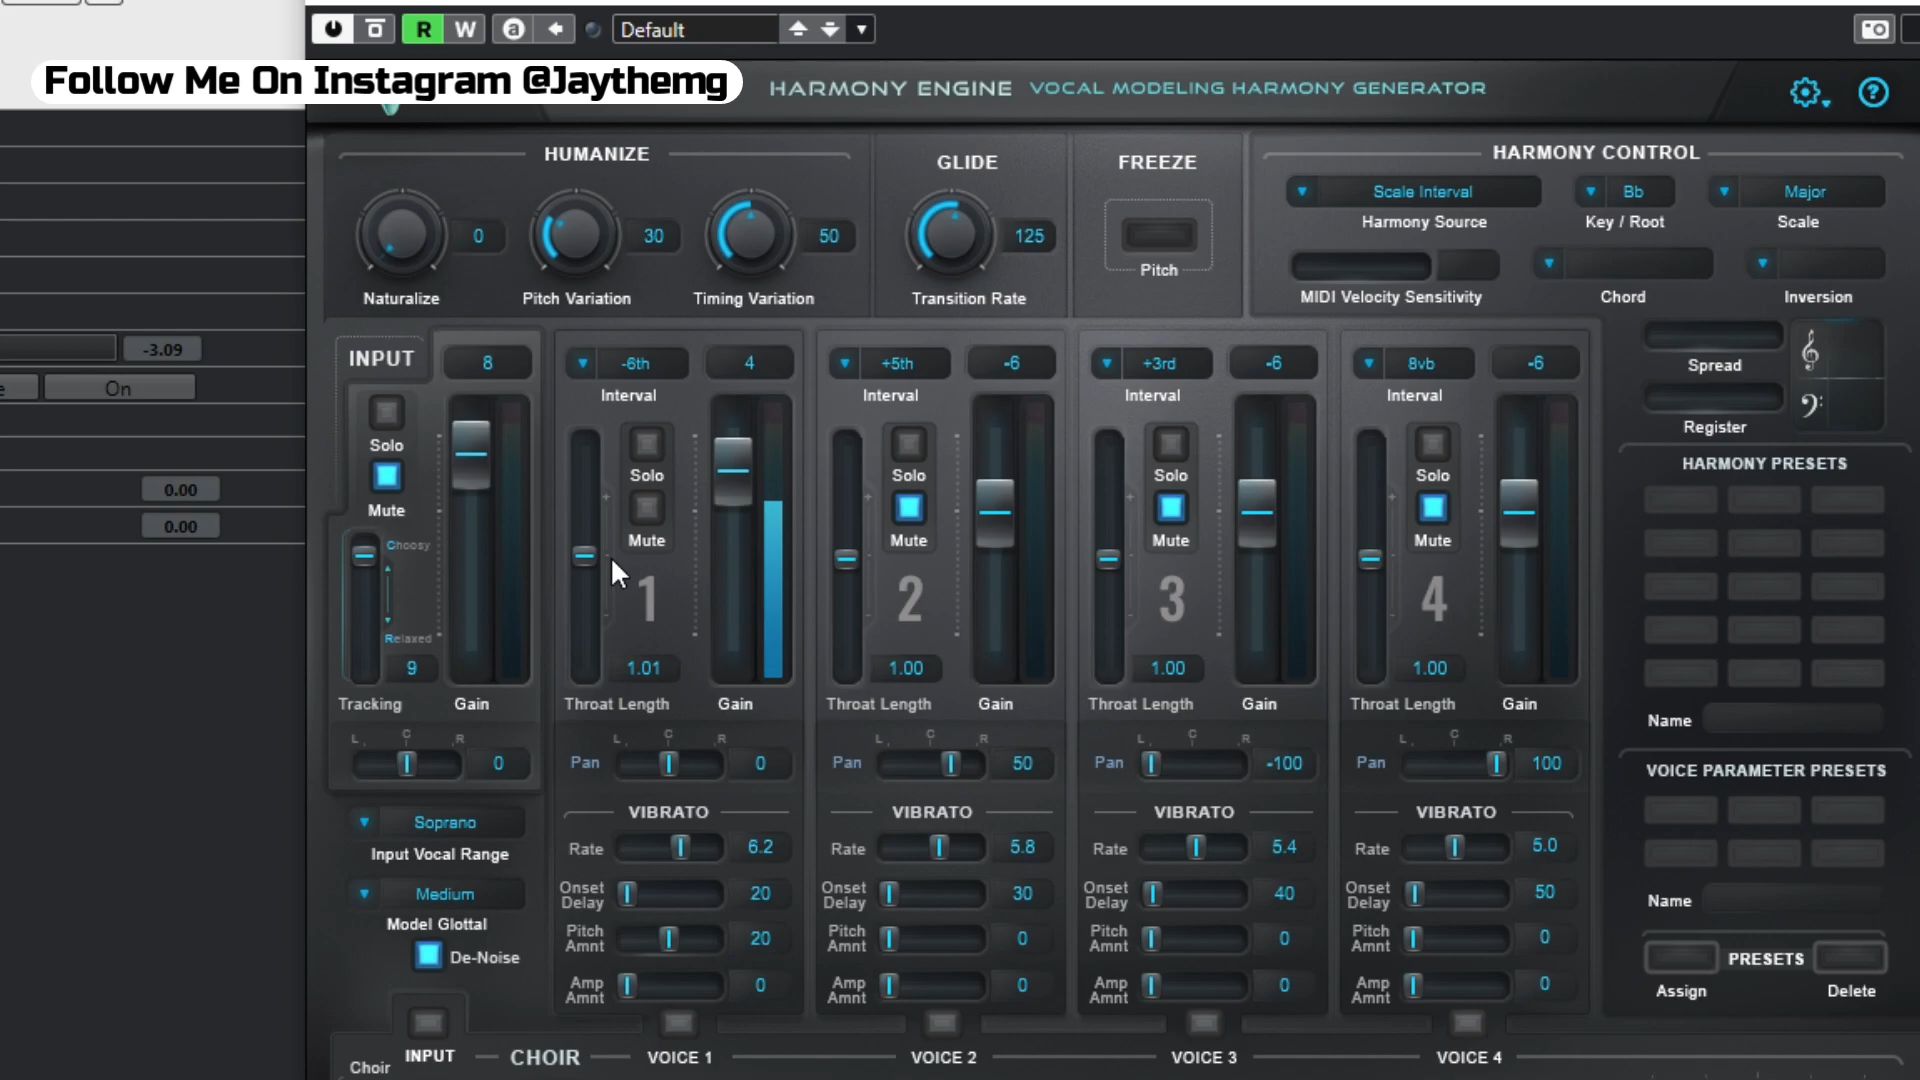 R W a Default
Follow Me On Instagram @Jaythemg
HARMONY ENGINE VOCAL MODELING HARMONY GENERATOR
?
HUMANIZE GLIDE FREEZE HARMONY CONTROL
Scale Interval Bb Major
Harmony Source Key / Root Scale
0 30 50 125
Pitch
Naturalize Pitch Variation Timing Variation Transition Rate MIDI Velocity Sensitivity Chord Inversion
-3.09
e On
INPUT 8 -6th 4 +5th -6 +3rd -6 8vb -6
Spread
Interval Interval Interval Interval
Register
Solo
Solo Solo Solo Solo
Mute
Mute Mute Mute Mute
HARMONY PRESETS
0.00
0.00
Choosy
Relaxed
1 2 3 4
9 1.01 1.00 1.00 1.00
Tracking Gain Throat Length Gain Throat Length Gain Throat Length Gain Throat Length Gain
Name
L C R L C R L C R L C R L C R
0 Pan 0 Pan 50 Pan -100 Pan 100
VOICE PARAMETER PRESETS
VIBRATO VIBRATO VIBRATO VIBRATO
Soprano
Input Vocal Range
Rate 6.2 Rate 5.8 Rate 5.4 Rate 5.0
Medium
Model Glottal
Onset Delay 20 Onset Delay 30 Onset Delay 40 Onset Delay 50
Name
Pitch Amnt 20 Pitch Amnt 0 Pitch Amnt 0 Pitch Amnt 0
De-Noise
Amp Amnt 0 Amp Amnt 0 Amp Amnt 0 Amp Amnt 0
PRESETS
Assign Delete
Choir INPUT CHOIR VOICE 1 VOICE 2 VOICE 3 VOICE 4